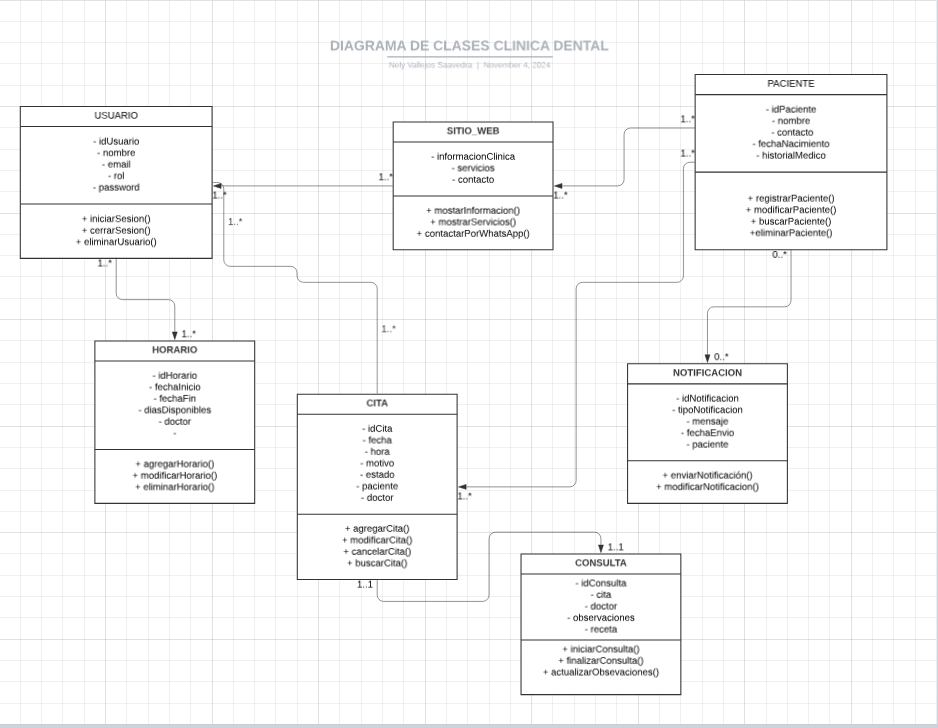 DIAGRAMA DE CLASES CLINICA DENTAL
Nely Vallejos Saavedra | November 4, 2024
USUARIO
- idUsuario
- nombre
- email
- rol
- password
+ iniciarSesion()
+ cerrarSesion()
+ eliminarUsuario()
SITIO_WEB
- informacionClinica
- servicios
- contacto
+ mostarInformacion()
+ mostrarServicios()
+ contactarPorWhatsApp()
PACIENTE
- idPaciente
- nombre
- contacto
- fechaNacimiento
- historialMedico
+ registrarPaciente()
+ modificarPaciente()
+ buscarPaciente()
+eliminarPaciente()
1..*
1..*
1..*
1..*
1..*
1..*
1..*
1..*
1..*
0..*
0..*
HORARIO
- idHorario
- fechaInicio
- fechaFin
- diasDisponibles
- doctor
-
+ agregarHorario()
+ modificarHorario()
+ eliminarHorario()
CITA
- idCita
- fecha
- hora
- motivo
- estado
- paciente
- doctor
+ agregarCita()
+ modificarCita()
+ cancelarCita()
+ buscarCita()
1..*
1..1
NOTIFICACION
- idNotificacion
- tipoNotificacion
- mensaje
- fechaEnvio
- paciente
+ enviarNotificación()
+ modificarNotificacion()
1..1
CONSULTA
- idConsulta
- cita
- doctor
- observaciones
- receta
+ iniciarConsulta()
+ finalizarConsulta()
+ actualizarObsevaciones()